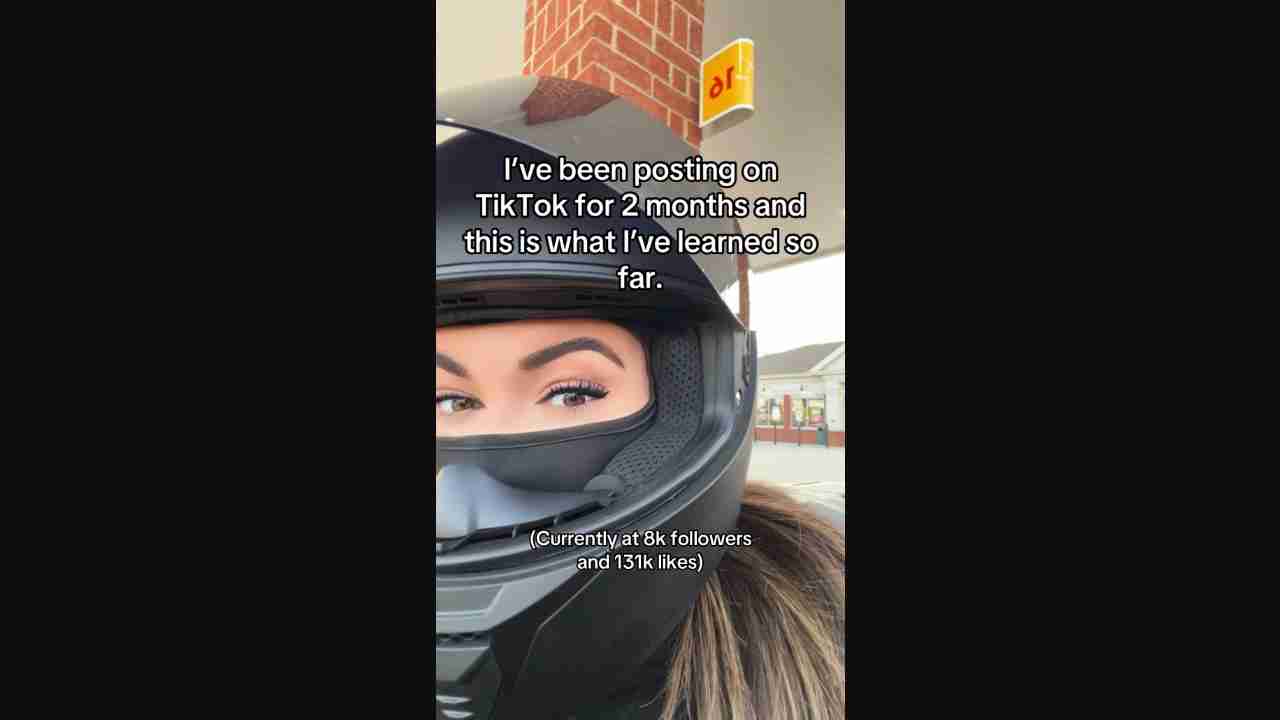 16
I've been posting on
TikTok for 2 months and
this is what I've learned so
far.
(Currently at 8k followers
and 131k likes)